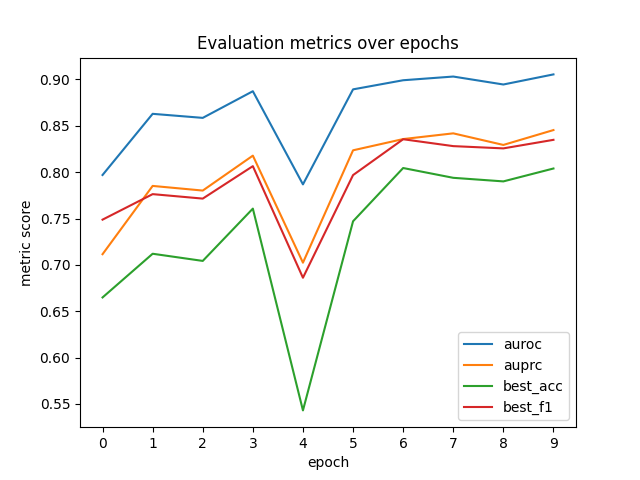 Evaluation metrics over epochs
metric score
0.90
0.85
0.80
0.75
0.70
0.65
0.60
0.55
auroc
auprc
best_acc
best_f1
0 1 2 3 4 5 6 7 8 9
epoch